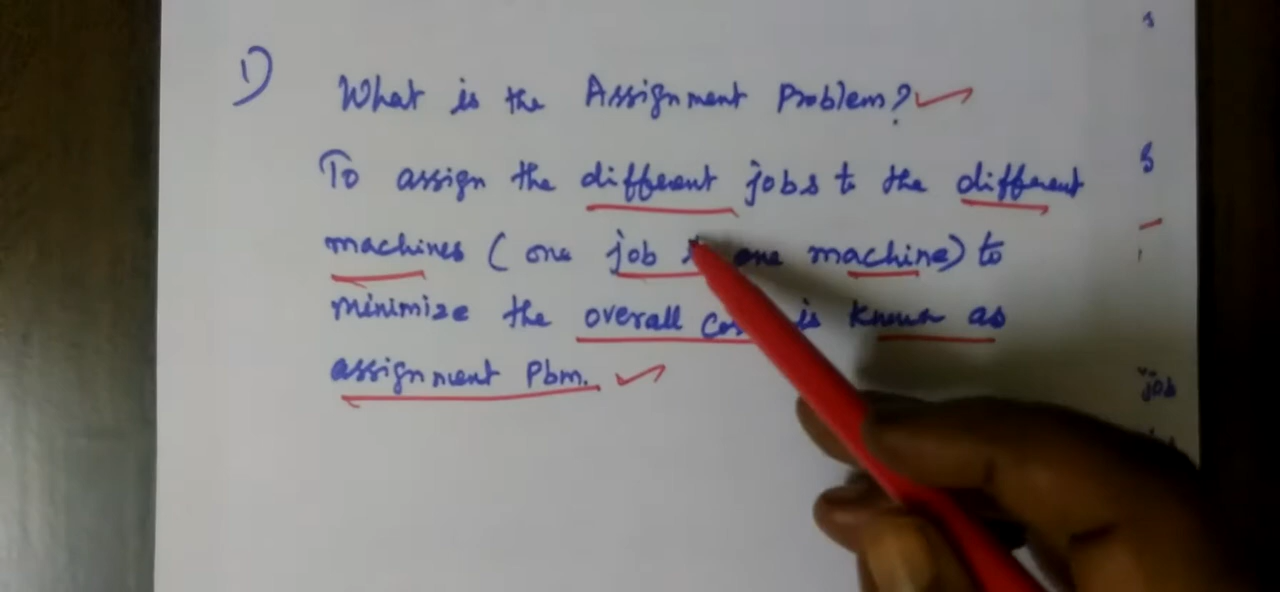 1) What is the Assignment Problem?
To assign the different jobs to the different
machines ( one job one machine) to
minimize the overall is known as
assignment Pbm.
job